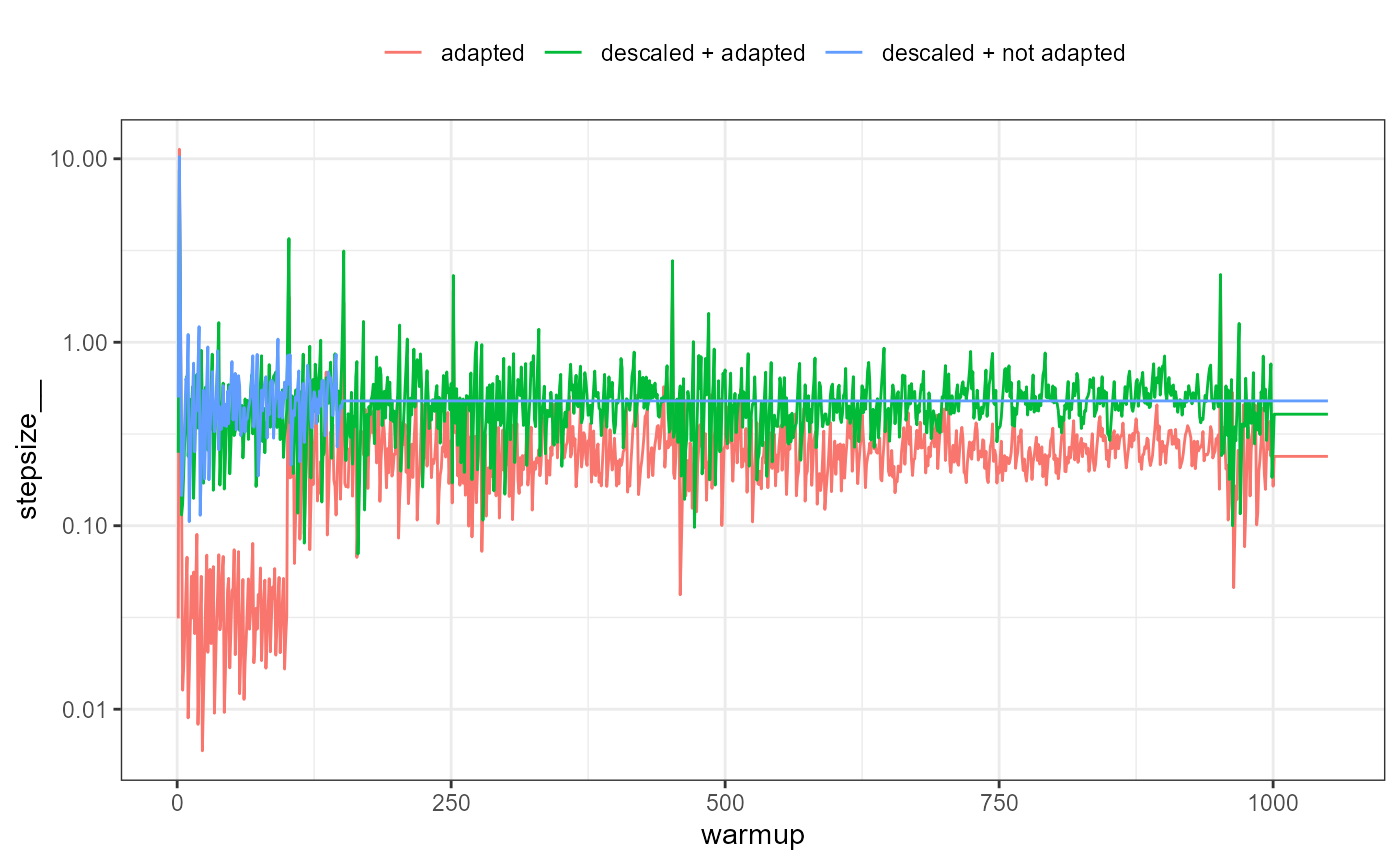 adapted descaled + adapted descaled + not adapted
10.00
1.00
0.10
0.01
stepsize__
0 250 500 750 1000
warmup